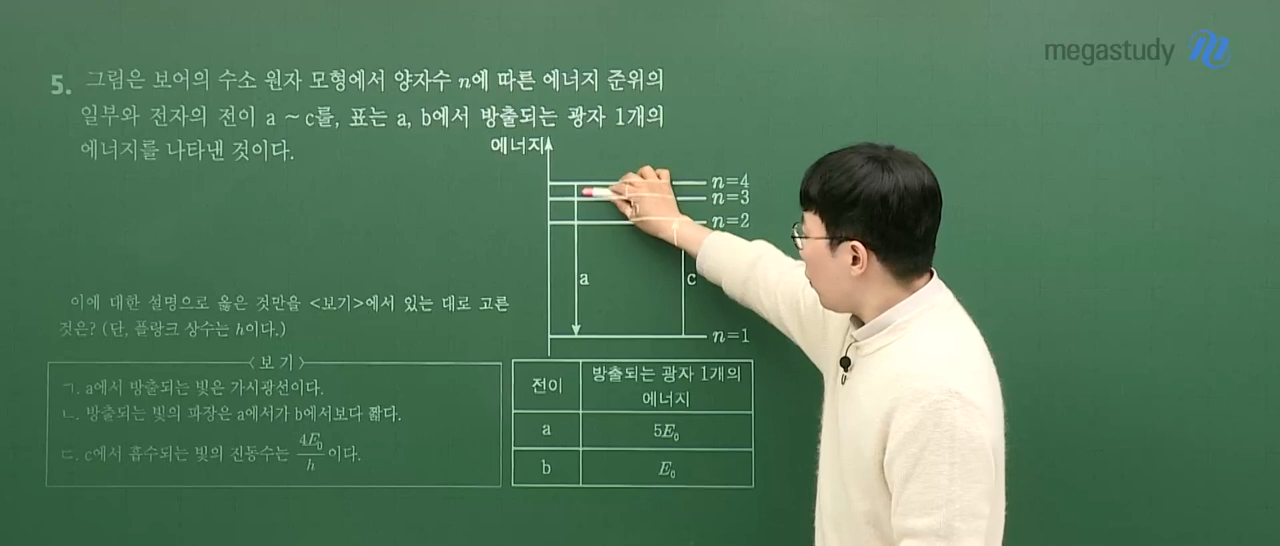 megastudy
5. 그림은 보어의 수소 원자 모형에서 양자수 n에 따른 에너지 준위의
일부와 전자의 전이 a ~ c를, 표는 a, b에서 방출되는 광자 1개의
에너지를 나타낸 것이다.
에너지
n=4
n=3
n=2
a
c
n=1
이에 대한 설명으로 옳은 것만을 <보기>에서 있는 대로 고른
것은? (단, 플랑크 상수는 h이다.)
<보 기>
ㄱ. a에서 방출되는 빛은 가시광선이다.
ㄴ. 방출되는 빛의 파장은 a에서가 b에서보다 짧다.
ㄷ. c에서 흡수되는 빛의 진동수는 4E₀/h이다.
전이 방출되는 광자 1개의
에너지
a 5E₀
b E₀